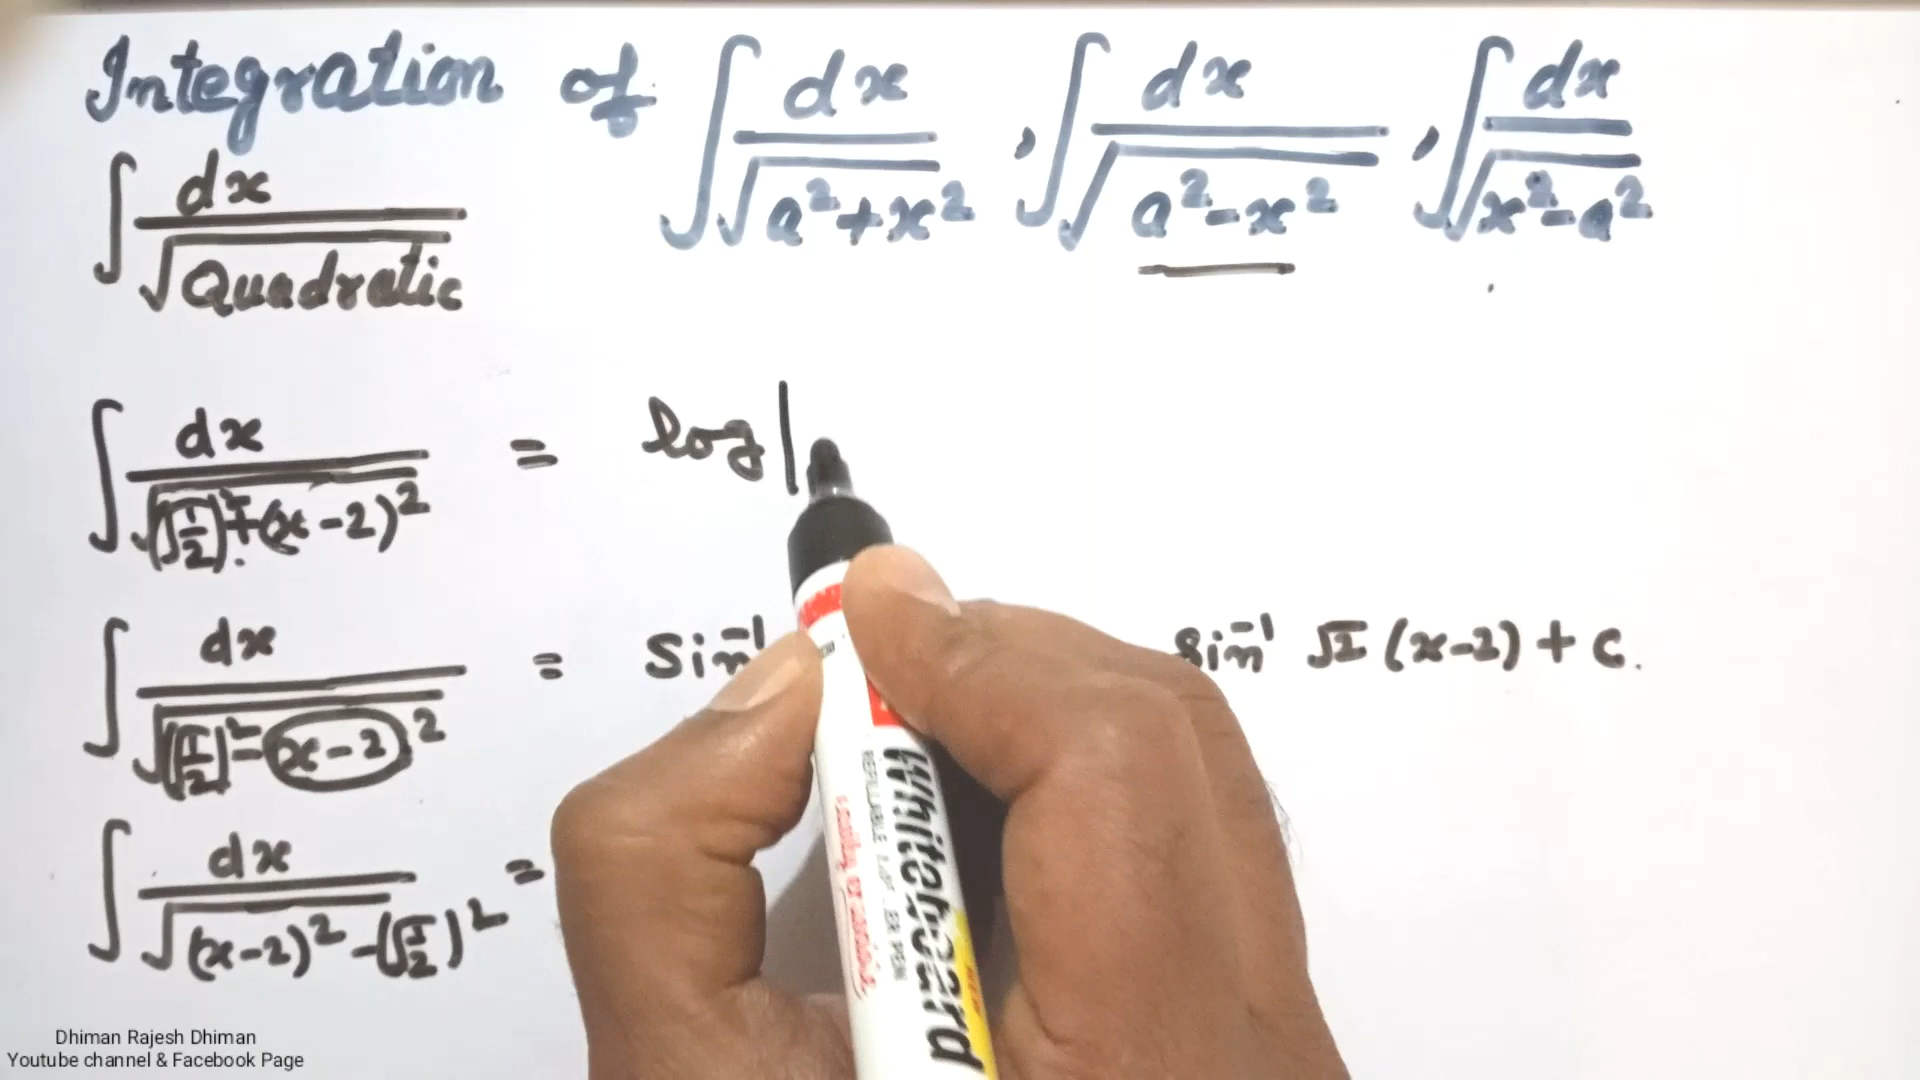 Integration of ∫ dx/√(a²+x²) , ∫ dx/√(a²-x²) , ∫ dx/√(x²-a²)
∫ dx/√Quadratic
∫ dx/√((√(1/2))²+(x-2)²) = log|
∫ dx/√((√(1/2))²-(x-2)²) = Sin⁻¹ Sin⁻¹ √2 (x-2) + c.
∫ dx/√((x-2)²-(√(1/2))²) =
Whiteboard
Dhiman Rajesh Dhiman
Youtube channel & Facebook Page